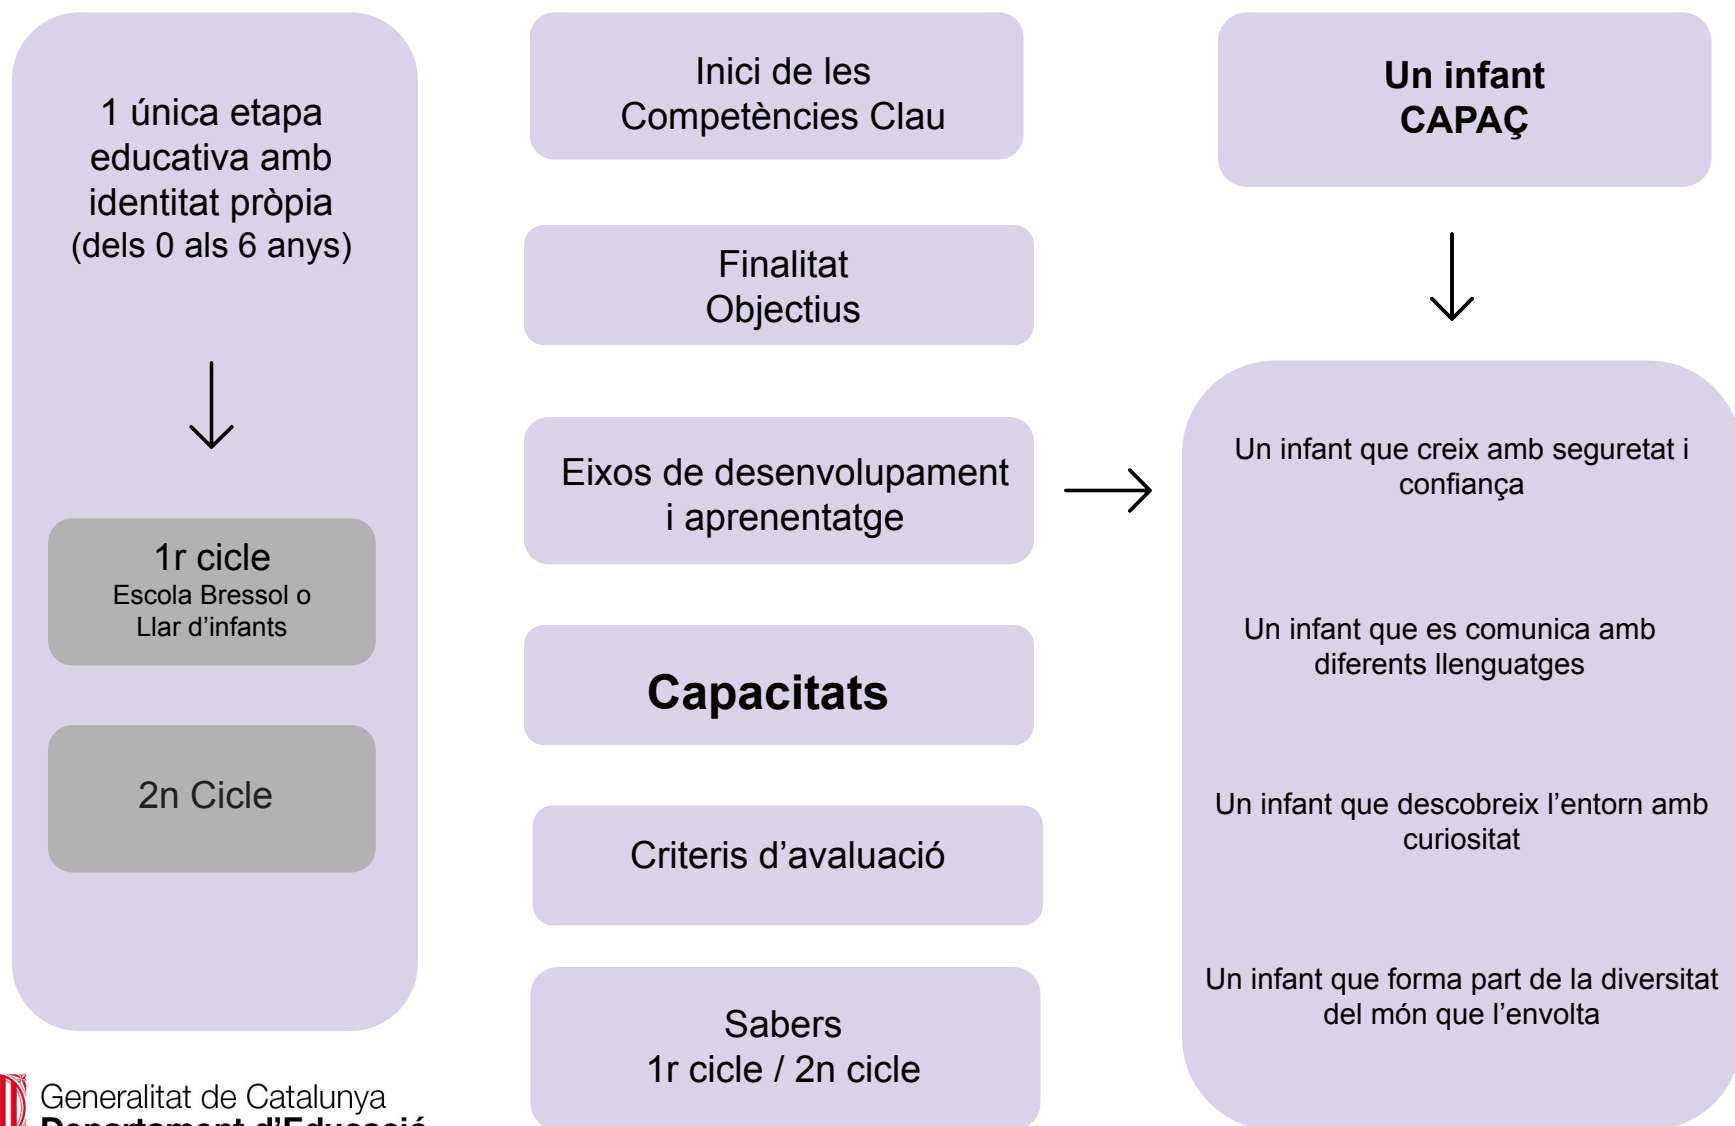 1 única etapa
educativa amb
identitat pròpia
(dels 0 als 6 anys)
1r cicle
Escola Bressol o
Llar d'infants
2n Cicle
Inici de les
Competències Clau
Finalitat
Objectius
Eixos de desenvolupament
i aprenentatge
Capacitats
Criteris d'avaluació
Sabers
1r cicle / 2n cicle
Un infant
CAPAÇ
Un infant que creix amb seguretat i
confiança
Un infant que es comunica amb
diferents llenguatges
Un infant que descobreix l'entorn amb
curiositat
Un infant que forma part de la diversitat
del món que l'envolta
Generalitat de Catalunya
Departament d'Educació